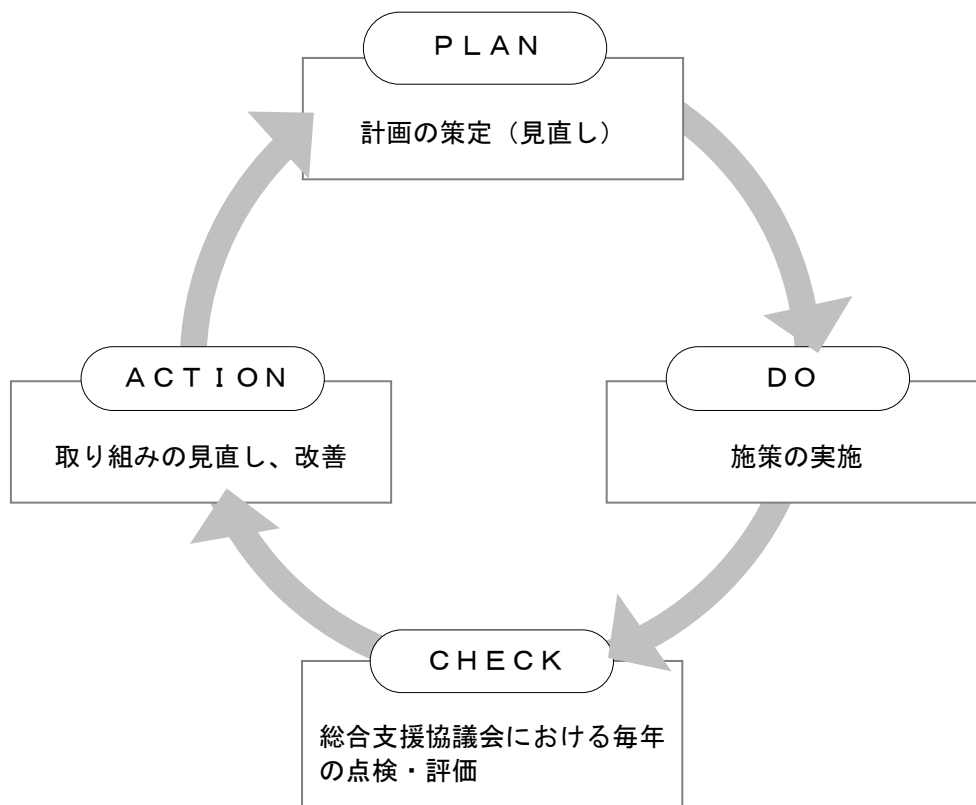 ＰＬＡＮ
計画の策定（見直し）
ＡＣＴＩＯＮ
取り組みの見直し、改善
ＤＯ
施策の実施
ＣＨＥＣＫ
総合支援協議会における毎年
の点検・評価